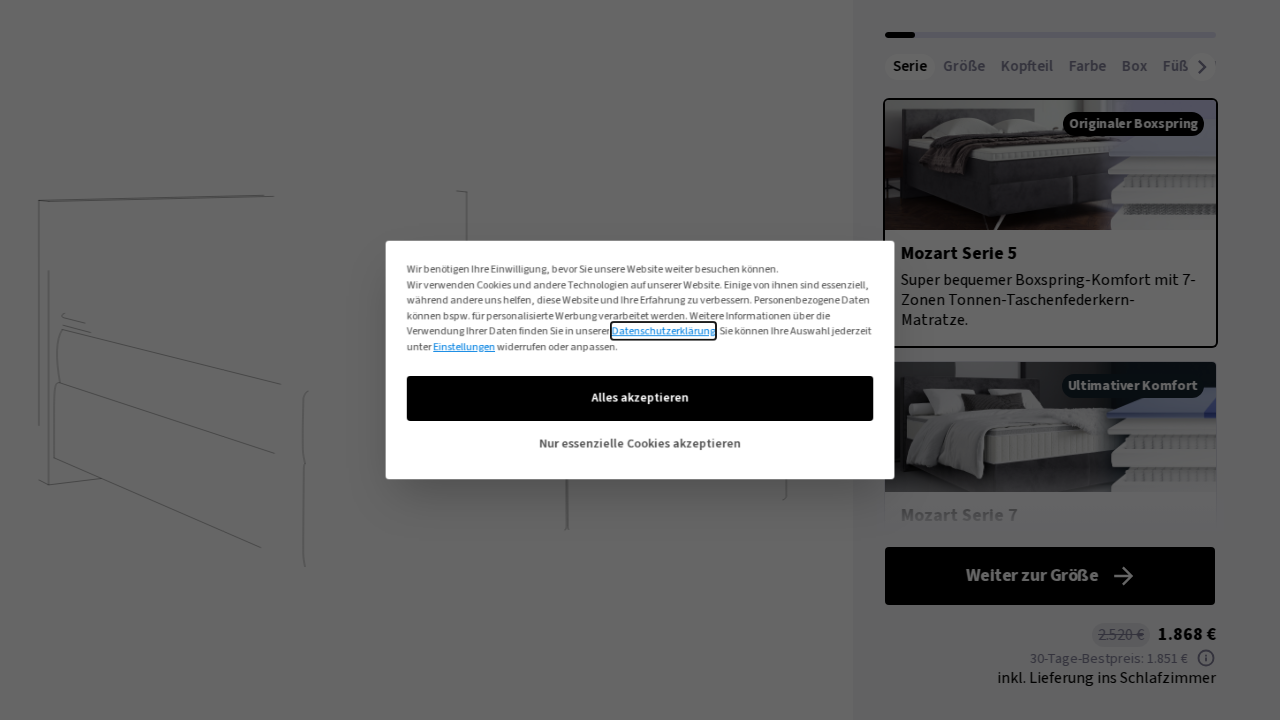 Serie Größe Kopfteil Farbe Box Füß
Originaler Boxspring
Mozart Serie 5
Super bequemer Boxspring-Komfort mit 7-
Zonen Tonnen-Taschenfederkern-
Matratze.
Ultimativer Komfort
Mozart Serie 7
Weiter zur Größe
2.520 € 1.868 €
30-Tage-Bestpreis: 1.851 €
inkl. Lieferung ins Schlafzimmer
Wir benötigen Ihre Einwilligung, bevor Sie unsere Website weiter besuchen können.
Wir verwenden Cookies und andere Technologien auf unserer Website. Einige von ihnen sind essenziell,
während andere uns helfen, diese Website und Ihre Erfahrung zu verbessern. Personenbezogene Daten
können bspw. für personalisierte Werbung verarbeitet werden. Weitere Informationen über die
Verwendung Ihrer Daten finden Sie in unserer Datenschutzerklärung. Sie können Ihre Auswahl jederzeit
unter Einstellungen widerrufen oder anpassen.
Alles akzeptieren
Nur essenzielle Cookies akzeptieren